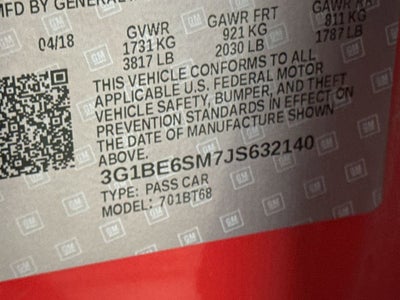 MFD BY GENERAL
04/18 GVWR GAWR FRT GAWR RR
1731 KG 921 KG 811 KG
3817 LB 2030 LB 1787 LB
THIS VEHICLE CONFORMS TO ALL
APPLICABLE U.S. FEDERAL MOTOR
VEHICLE SAFETY, BUMPER, AND THEFT
PREVENTION STANDARDS IN EFFECT ON
THE DATE OF MANUFACTURE SHOWN
ABOVE.
3G1BE6SM7JS632140
TYPE: PASS CAR
MODEL: 701BT68